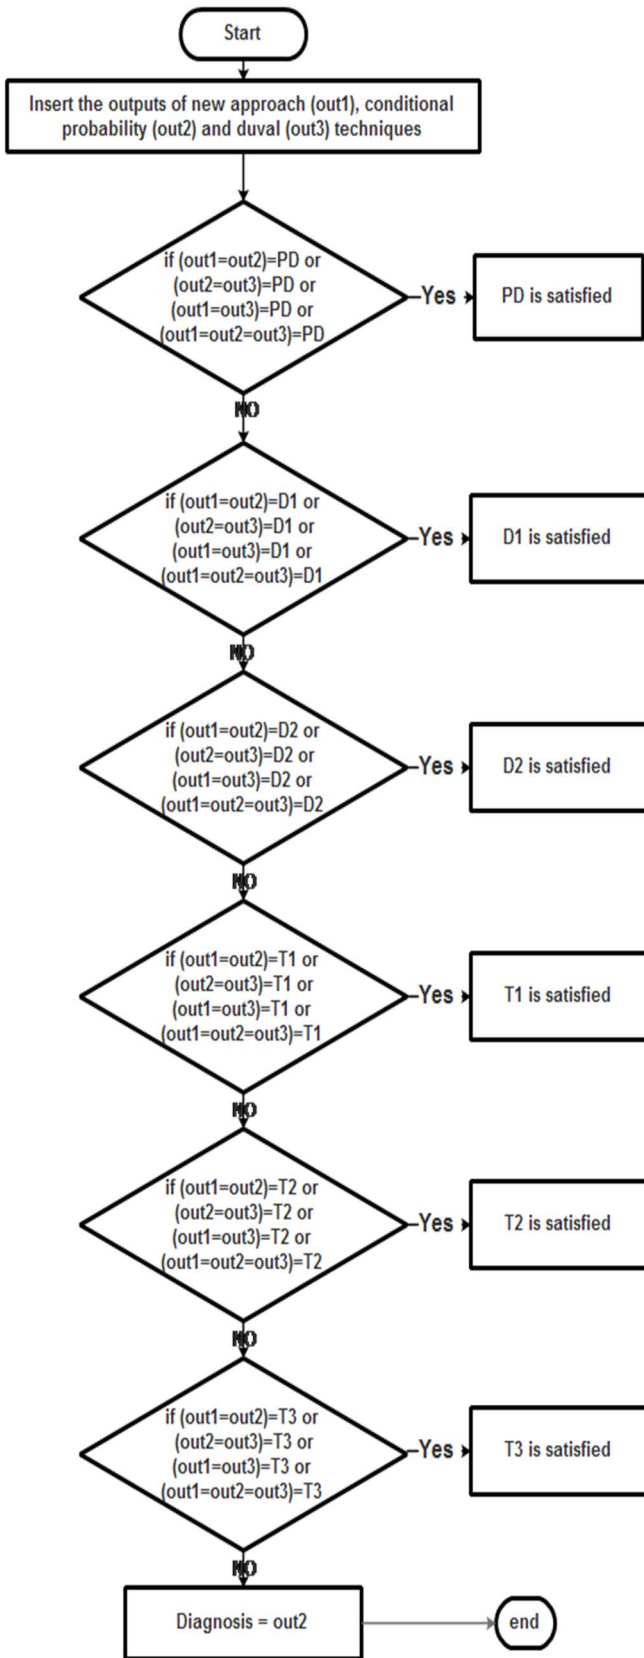 Start
Insert the outputs of new approach (out1), conditional
probability (out2) and duval (out3) techniques
if (out1=out2)=PD or
(out2=out3)=PD or
(out1=out3)=PD or
(out1=out2=out3)=PD
Yes
PD is satisfied
NO
if (out1=out2)=D1 or
(out2=out3)=D1 or
(out1=out3)=D1 or
(out1=out2=out3)=D1
Yes
D1 is satisfied
NO
if (out1=out2)=D2 or
(out2=out3)=D2 or
(out1=out3)=D2 or
(out1=out2=out3)=D2
Yes
D2 is satisfied
NO
if (out1=out2)=T1 or
(out2=out3)=T1 or
(out1=out3)=T1 or
(out1=out2=out3)=T1
Yes
T1 is satisfied
NO
if (out1=out2)=T2 or
(out2=out3)=T2 or
(out1=out3)=T2 or
(out1=out2=out3)=T2
Yes
T2 is satisfied
NO
if (out1=out2)=T3 or
(out2=out3)=T3 or
(out1=out3)=T3 or
(out1=out2=out3)=T3
Yes
T3 is satisfied
NO
Diagnosis = out2
end